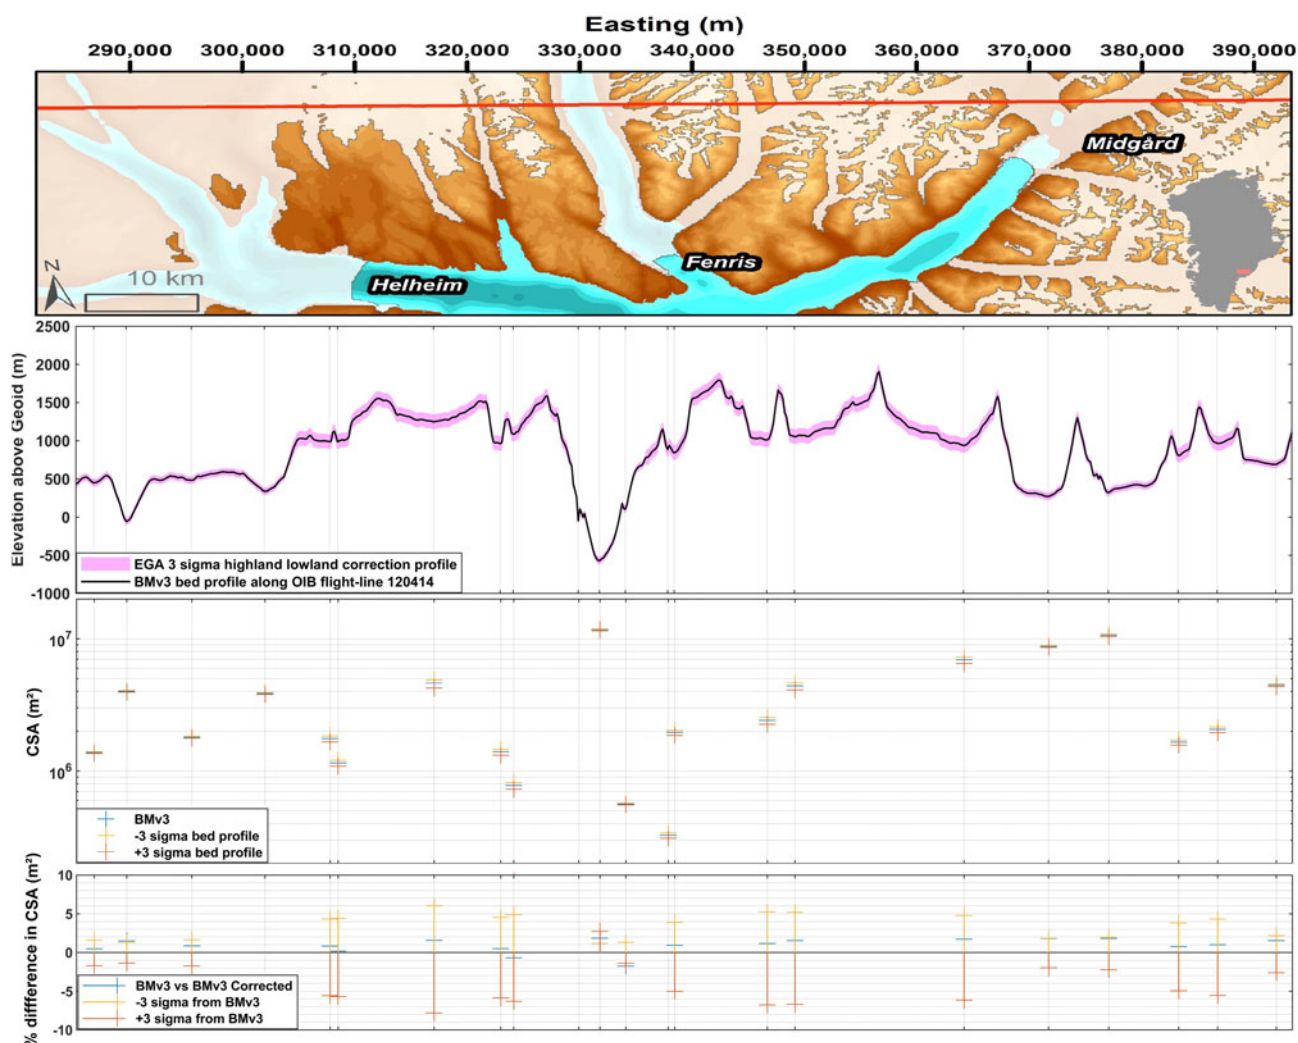 Easting (m)
290,000 300,000 310,000 320,000 330,000 340,000 350,000 360,000 370,000 380,000 390,000
Midgård
Fenris
Helheim
N
10 km
Elevation above Geoid (m)
2500
2000
1500
1000
500
0
-500
-1000
EGA 3 sigma highland lowland correction profile
BMv3 bed profile along OIB flight-line 120414
CSA (m²)
10⁷
10⁶
BMv3
-3 sigma bed profile
+3 sigma bed profile
% diffference in CSA (m²)
10
5
0
-5
-10
BMv3 vs BMv3 Corrected
-3 sigma from BMv3
+3 sigma from BMv3